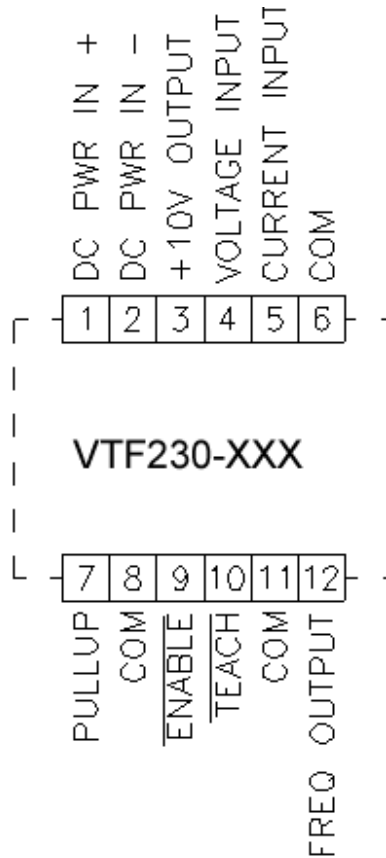 DC PWR IN +
DC PWR IN -
+10V OUTPUT
VOLTAGE INPUT
CURRENT INPUT
COM
1 2 3 4 5 6
VTF230-XXX
7 8 9 10 11 12
PULLUP
COM
ENABLE
TEACH
COM
FREQ OUTPUT